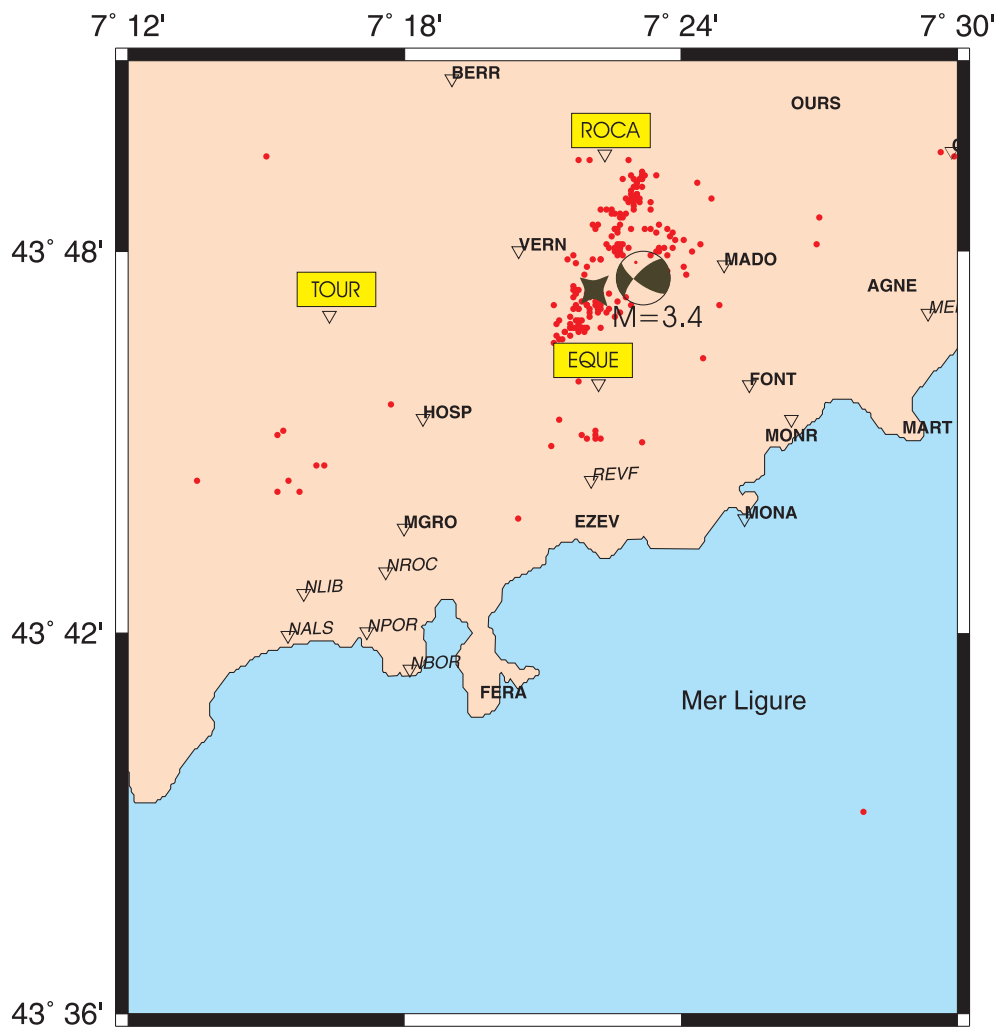 7° 12' 7° 18' 7° 24' 7° 30'
BERR
OURS
ROCA
43° 48'
VERN
MADO
TOUR
AGNE
M=3.4
EQUE
FONT
HOSP
MONR
MART
REVF
MGRO
EZEV
MONA
NROC
NLIB
NALS
NPOR
43° 42'
NBOR
FERA
Mer Ligure
43° 36'